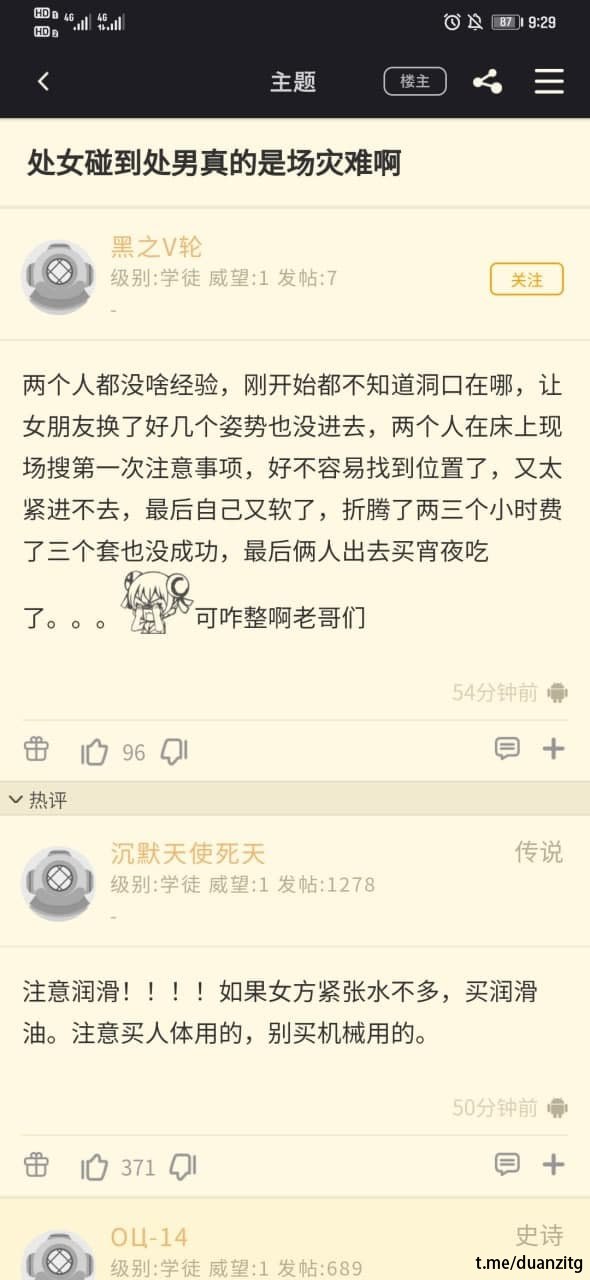 HD 1 4G 4G 87 9:29
HD 2
主题 楼主
处女碰到处男真的是场灾难啊
黑之V轮
级别:学徒 威望:1 发帖:7
关注
-
两个人都没啥经验，刚开始都不知道洞口在哪，让
女朋友换了好几个姿势也没进去，两个人在床上现
场搜第一次注意事项，好不容易找到位置了，又太
紧进不去，最后自己又软了，折腾了两三个小时费
了三个套也没成功，最后俩人出去买宵夜吃
了。。。 可咋整啊老哥们
54分钟前
96
热评
沉默天使死天 传说
级别:学徒 威望:1 发帖:1278
-
注意润滑！！！！如果女方紧张水不多，买润滑
油。注意买人体用的，别买机械用的。
50分钟前
371
ОЦ-14 史诗
级别:学徒 威望:1 发帖:689
t.me/duanzitg